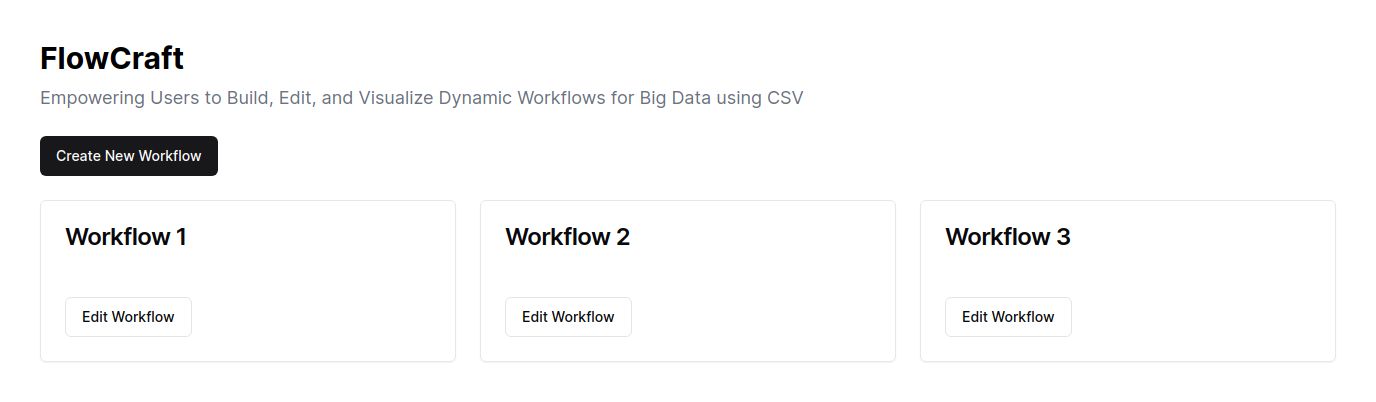 FlowCraft
Empowering Users to Build, Edit, and Visualize Dynamic Workflows for Big Data using CSV
Create New Workflow
Workflow 1
Workflow 2
Workflow 3
Edit Workflow
Edit Workflow
Edit Workflow